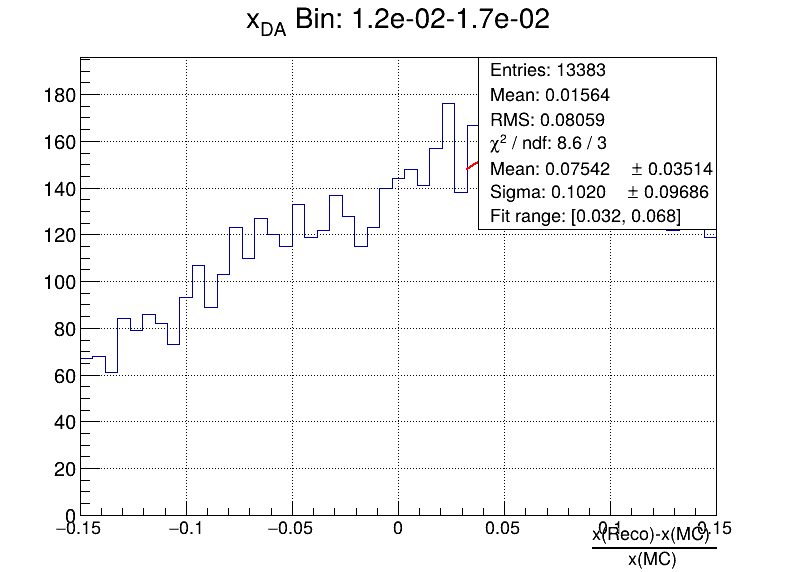 xDA Bin: 1.2e-02-1.7e-02
Entries: 13383
Mean: 0.01564
RMS: 0.08059
χ² / ndf: 8.6 / 3
Mean: 0.07542 ± 0.03514
Sigma: 0.1020 ± 0.09686
Fit range: [0.032, 0.068]
180
160
140
120
100
80
60
40
20
0
−0.15 −0.1 −0.05 0 0.05 0.1 0.15
x(Reco)-x(MC)
x(MC)